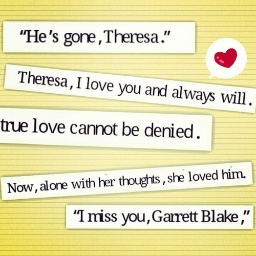 “He’s gone, Theresa.”
Theresa, I love you and always will.
true love cannot be denied.
Now, alone with her thoughts, she loved him.
“I miss you, Garrett Blake,”